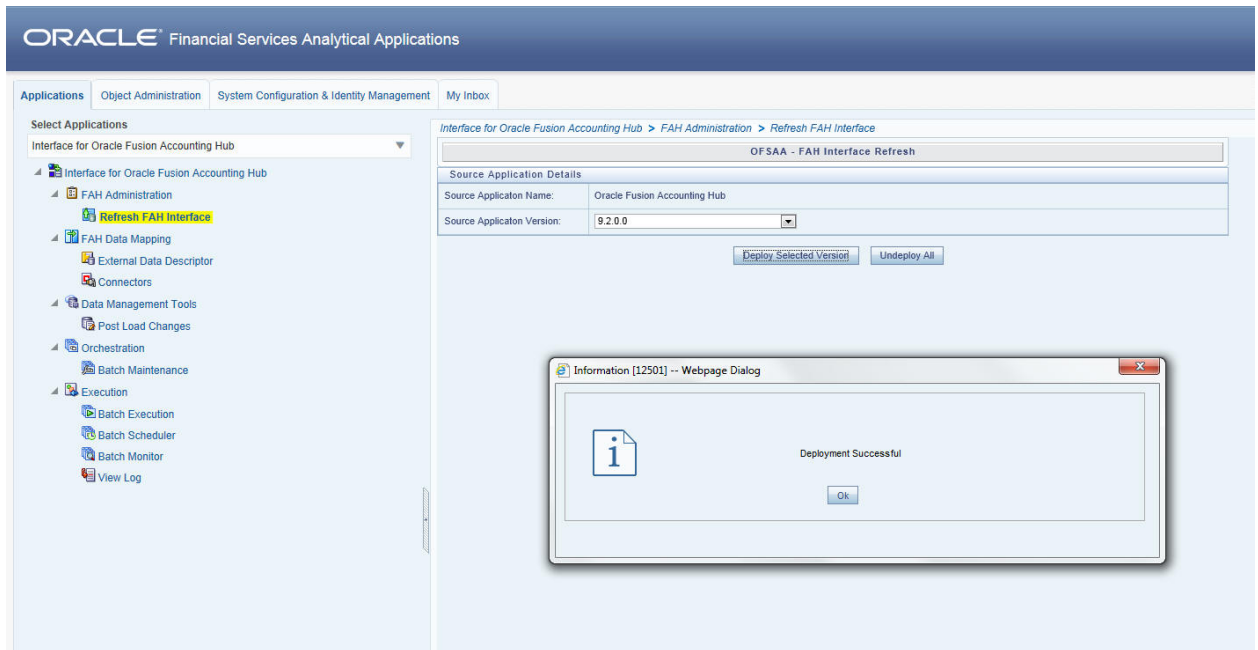 ORACLE® Financial Services Analytical Applications
Applications Object Administration System Configuration & Identity Management My Inbox
Select Applications
Interface for Oracle Fusion Accounting Hub
Interface for Oracle Fusion Accounting Hub
FAH Administration
Refresh FAH Interface
FAH Data Mapping
External Data Descriptor
Connectors
Data Management Tools
Post Load Changes
Orchestration
Batch Maintenance
Execution
Batch Execution
Batch Scheduler
Batch Monitor
View Log
Interface for Oracle Fusion Accounting Hub > FAH Administration > Refresh FAH Interface
OFSAA - FAH Interface Refresh
Source Application Details
Source Applicaton Name: Oracle Fusion Accounting Hub
Source Applicaton Version: 9.2.0.0
Deploy Selected Version Undeploy All
Information [12501] -- Webpage Dialog
Deployment Successful
Ok